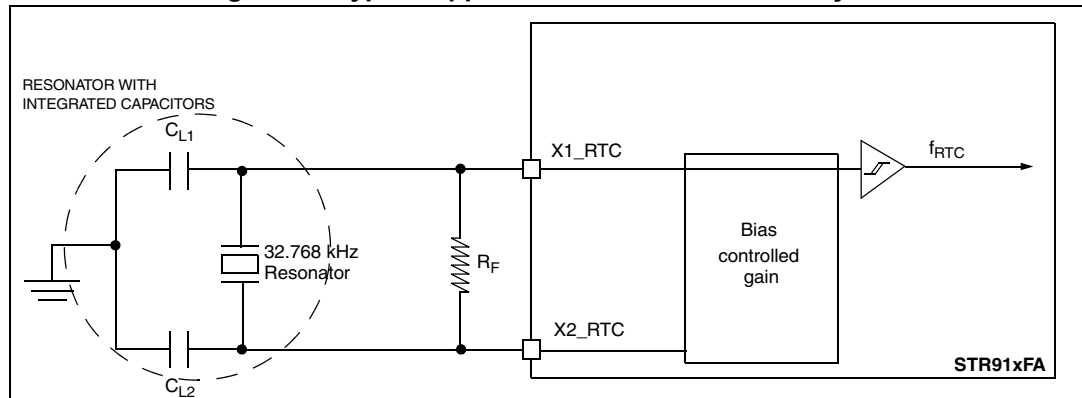 RESONATOR WITH
INTEGRATED CAPACITORS
CL1
X1_RTC
fRTC
32.768 kHz
Resonator
RF
Bias
controlled
gain
X2_RTC
STR91xFA
CL2